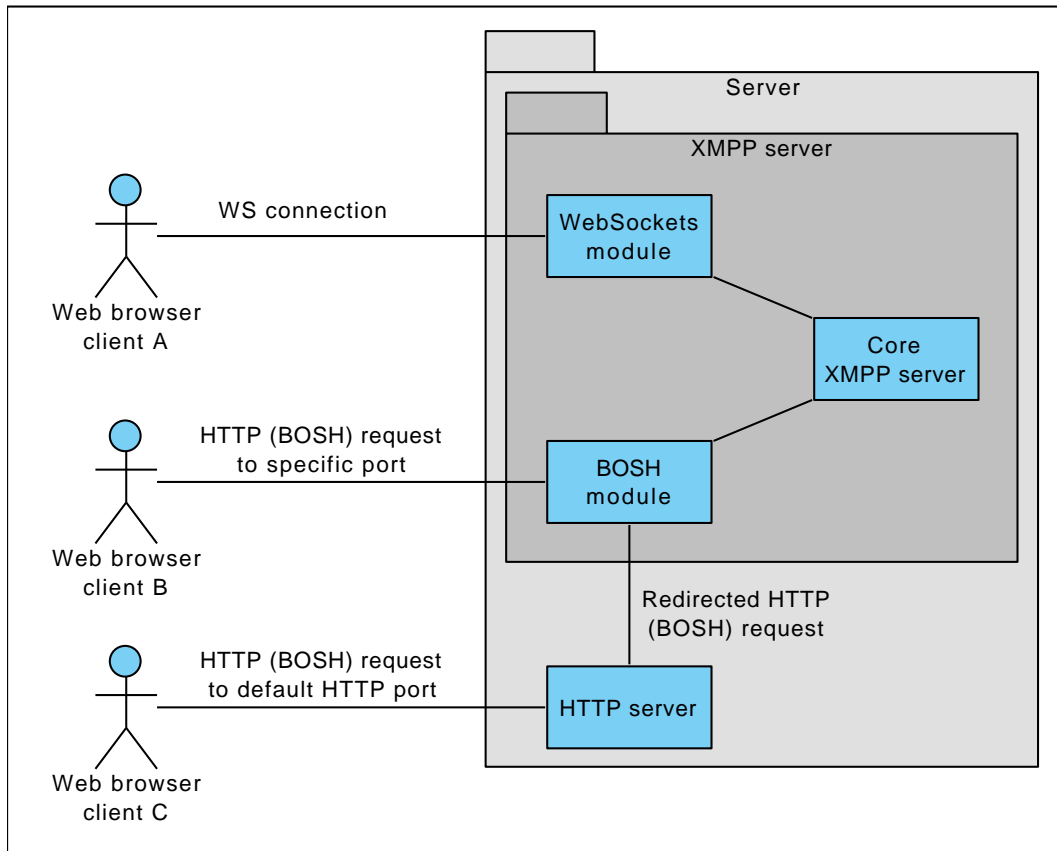 Server
XMPP server
WS connection
WebSockets
module
Web browser
client A
Core
XMPP server
HTTP (BOSH) request
to specific port
BOSH
module
Web browser
client B
Redirected HTTP
(BOSH) request
HTTP (BOSH) request
to default HTTP port
HTTP server
Web browser
client C